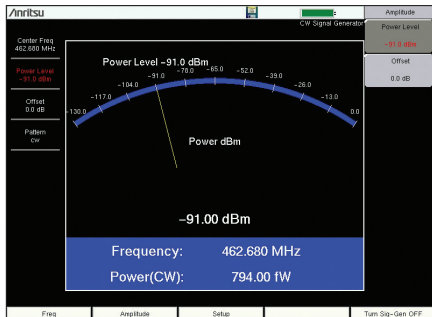 Anritsu
CW Signal Generator
Amplitude
Center Freq
462.680 MHz
Power Level
-91.0 dBm
Offset
0.0 dB
Pattern
CW
Power Level -91.0 dBm
-130.0
-117.0
-104.0
-91.0
-78.0
-65.0
-52.0
-39.0
-26.0
-13.0
0.0
Power dBm
-91.00 dBm
Frequency: 462.680 MHz
Power(CW): 794.00 fW
Power Level
-91.0 dBm
Offset
0.0 dB
Freq
Amplitude
Setup
Turn Sig-Gen OFF